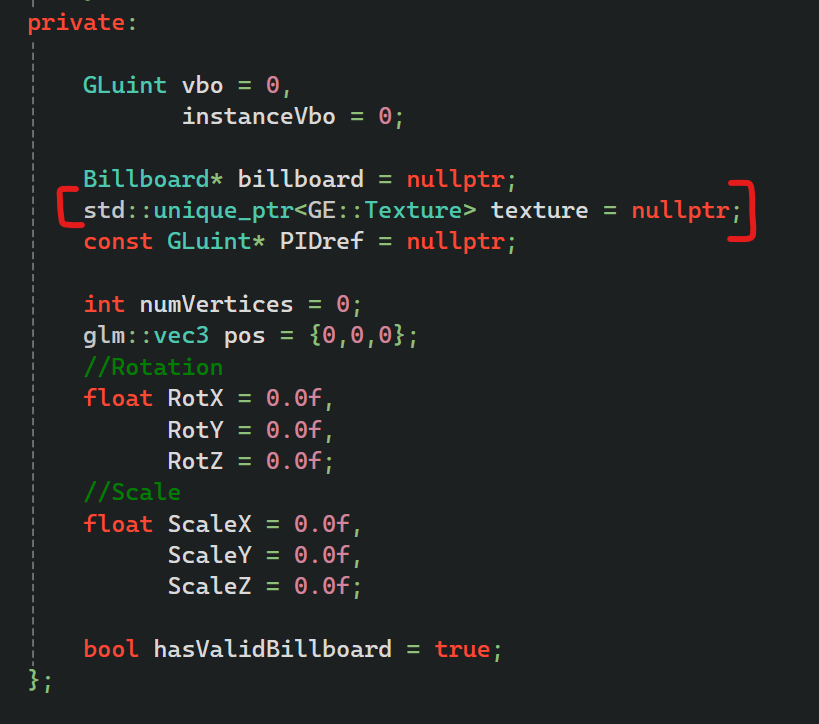 private:
GLuint vbo = 0,
instanceVbo = 0;
Billboard* billboard = nullptr;
std::unique_ptr<GE::Texture> texture = nullptr;
const GLuint* PIDref = nullptr;
int numVertices = 0;
glm::vec3 pos = {0,0,0};
//Rotation
float RotX = 0.0f,
RotY = 0.0f,
RotZ = 0.0f;
//Scale
float ScaleX = 0.0f,
ScaleY = 0.0f,
ScaleZ = 0.0f;
bool hasValidBillboard = true;
};